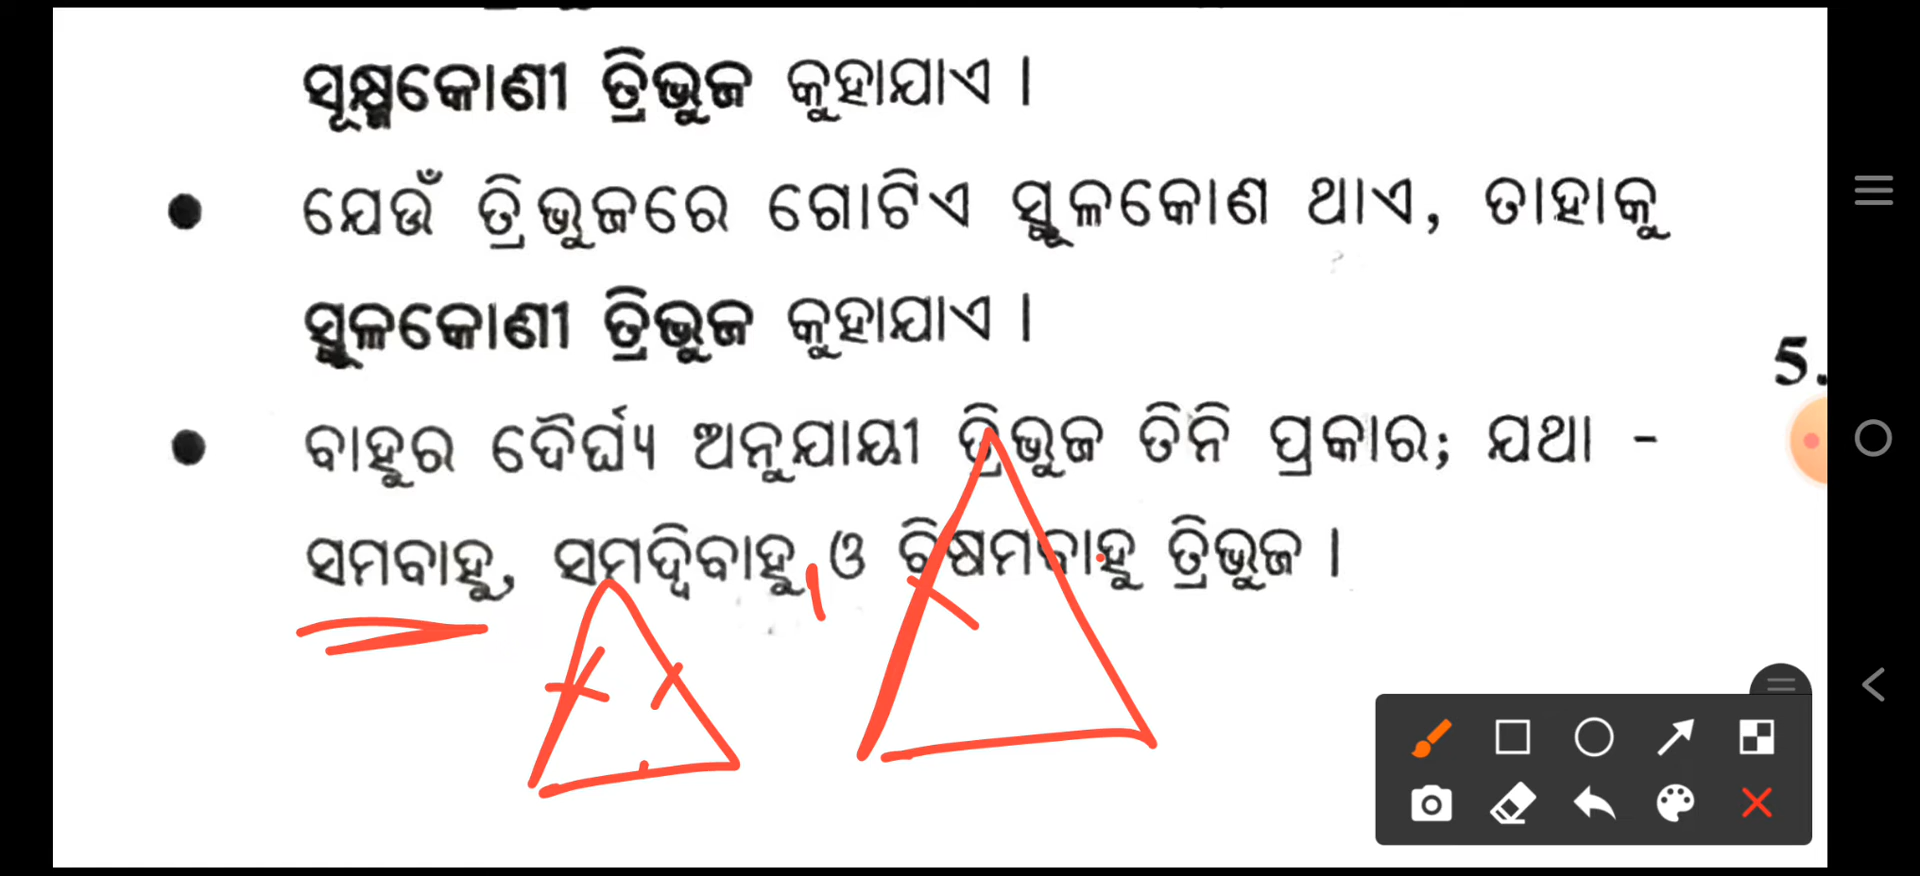 ସୂକ୍ଷ୍ମକୋଣୀ ତ୍ରିଭୁଜ କୁହାଯାଏ ।
● ଯେଉଁ ତ୍ରିଭୁଜରେ ଗୋଟିଏ ସ୍ଥୂଳକୋଣ ଥାଏ, ତାହାକୁ
ସ୍ଥୂଳକୋଣୀ ତ୍ରିଭୁଜ କୁହାଯାଏ ।
5.
● ବାହୁର ଦୈର୍ଘ୍ୟ ଅନୁଯାୟୀ ତ୍ରିଭୁଜ ତିନି ପ୍ରକାର; ଯଥା -
ସମବାହୁ, ସମଦ୍ୱିବାହୁ ଓ ବିଷମବାହୁ ତ୍ରିଭୁଜ ।